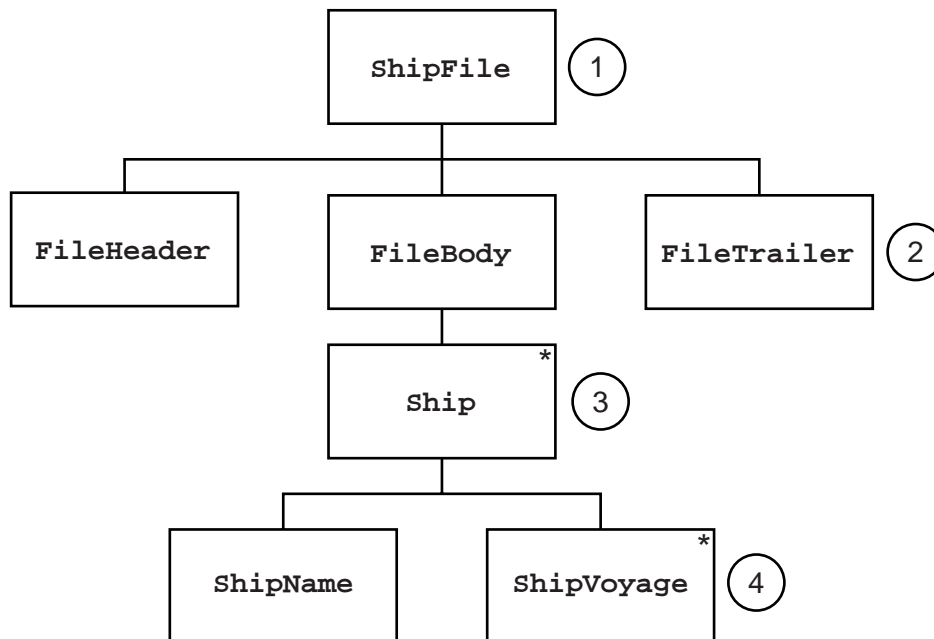 ShipFile
1
FileHeader
FileBody
FileTrailer
2
*
Ship
3
ShipName
*
ShipVoyage
4